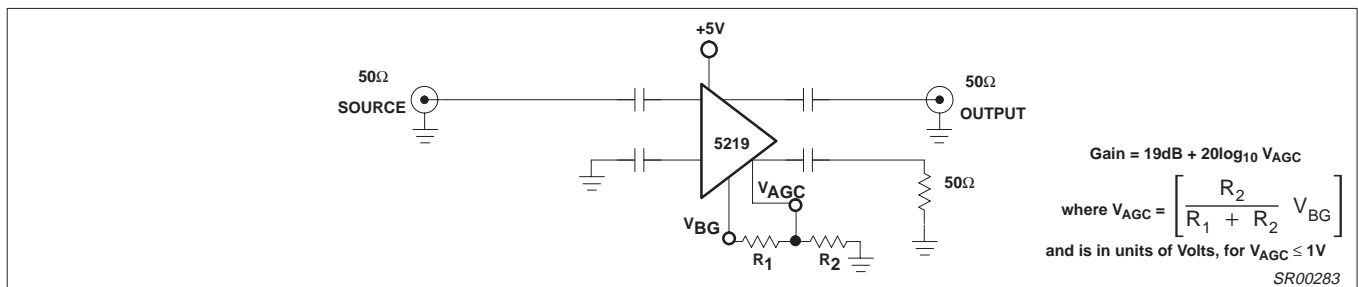 +5V
50Ω
SOURCE
5219
50Ω
OUTPUT
50Ω
VAGC
VBG
R1
R2
Gain = 19dB + 20log10 VAGC
where VAGC = [ R2 / (R1 + R2) VBG ]
and is in units of Volts, for VAGC ≤ 1V
SR00283